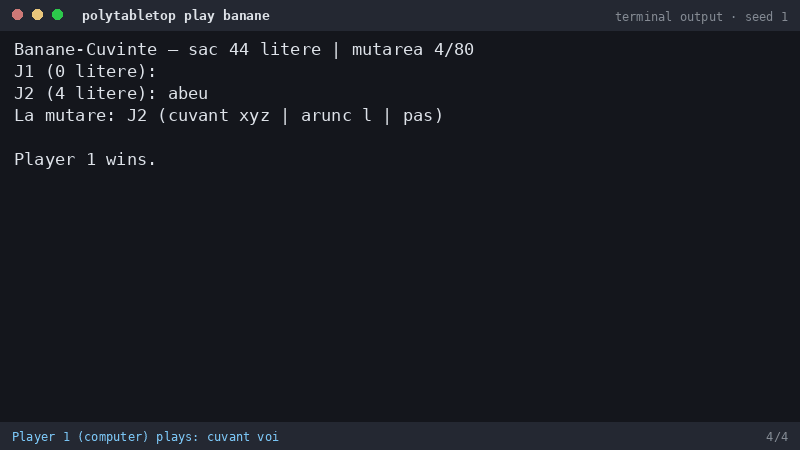 polytabletop play banane
terminal output · seed 1
Banane-Cuvinte — sac 44 litere | mutarea 4/80
J1 (0 litere):
J2 (4 litere): abeu
La mutare: J2 (cuvant xyz | arunc l | pas)
Player 1 wins.
Player 1 (computer) plays: cuvant voi
4/4